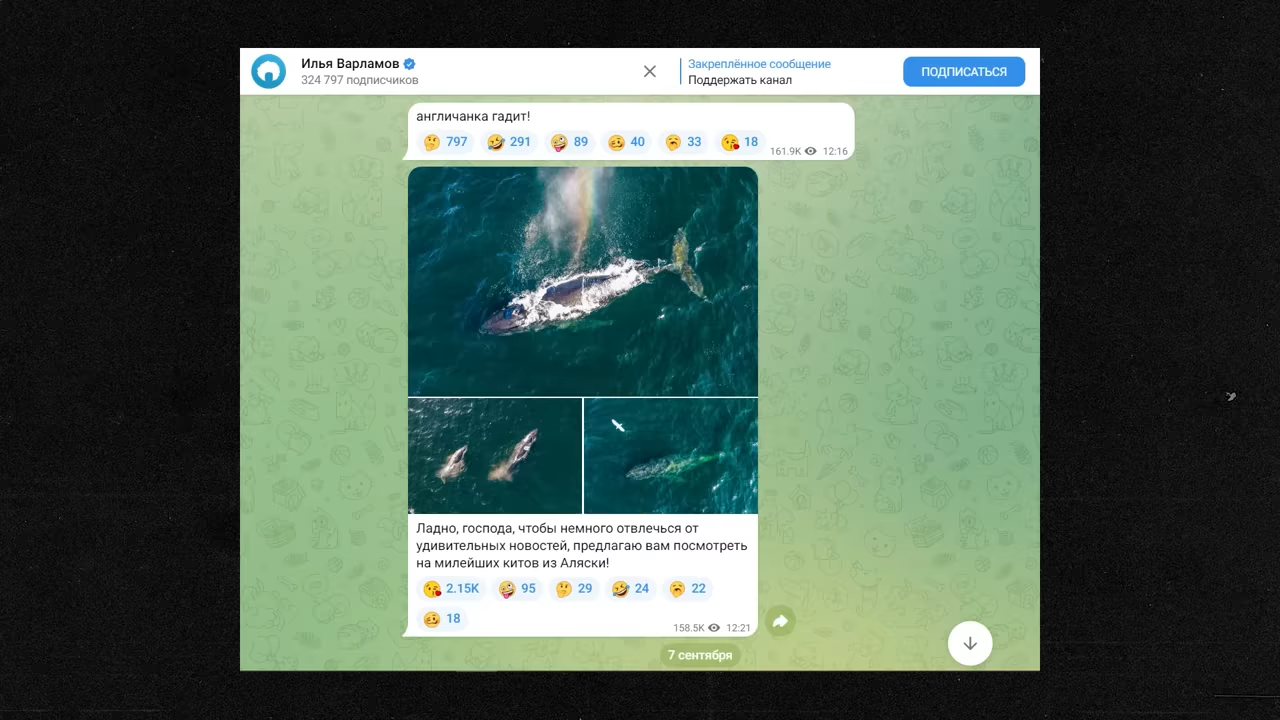 Илья Варламов
324 797 подписчиков
Закреплённое сообщение
Поддержать канал
ПОДПИСАТЬСЯ
англичанка гадит!
797 291 89 40 33 18
161.9K 12:16
Ладно, господа, чтобы немного отвлечься от
удивительных новостей, предлагаю вам посмотреть
на милейших китов из Аляски!
2.15K 95 29 24 22
18
158.5K 12:21
7 сентября